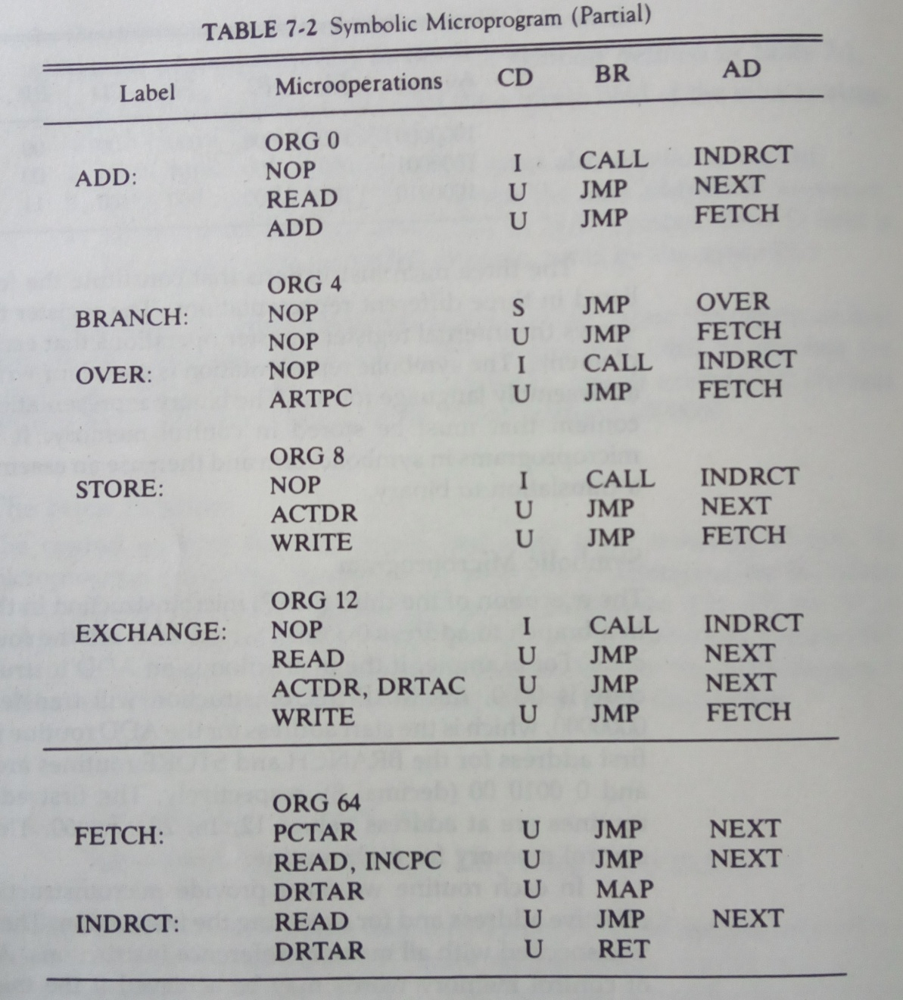 TABLE 7-2 Symbolic Microprogram (Partial)
Label Microoperations CD BR AD
ORG 0
ADD: NOP I CALL INDRCT
READ U JMP NEXT
ADD U JMP FETCH
ORG 4
BRANCH: NOP S JMP OVER
NOP U JMP FETCH
OVER: NOP I CALL INDRCT
ARTPC U JMP FETCH
ORG 8
STORE: NOP I CALL INDRCT
ACTDR U JMP NEXT
WRITE U JMP FETCH
ORG 12
EXCHANGE: NOP I CALL INDRCT
READ U JMP NEXT
ACTDR, DRTAC U JMP NEXT
WRITE U JMP FETCH
ORG 64
FETCH: PCTAR U JMP NEXT
READ, INCPC U JMP NEXT
DRTAR U MAP
INDRCT: READ U JMP NEXT
DRTAR U RET